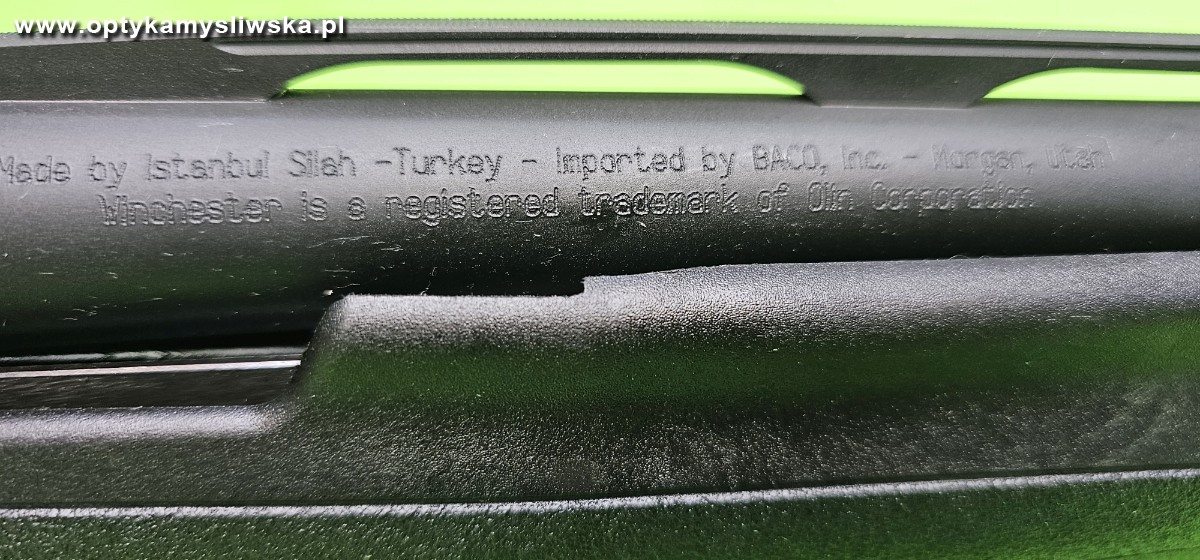 www.optykamysliwska.pl
Made by Istanbul Silah -Turkey - Imported by BACO, Inc. - Morgan, Utah
Winchester is a registered trademark of Olin Corporation